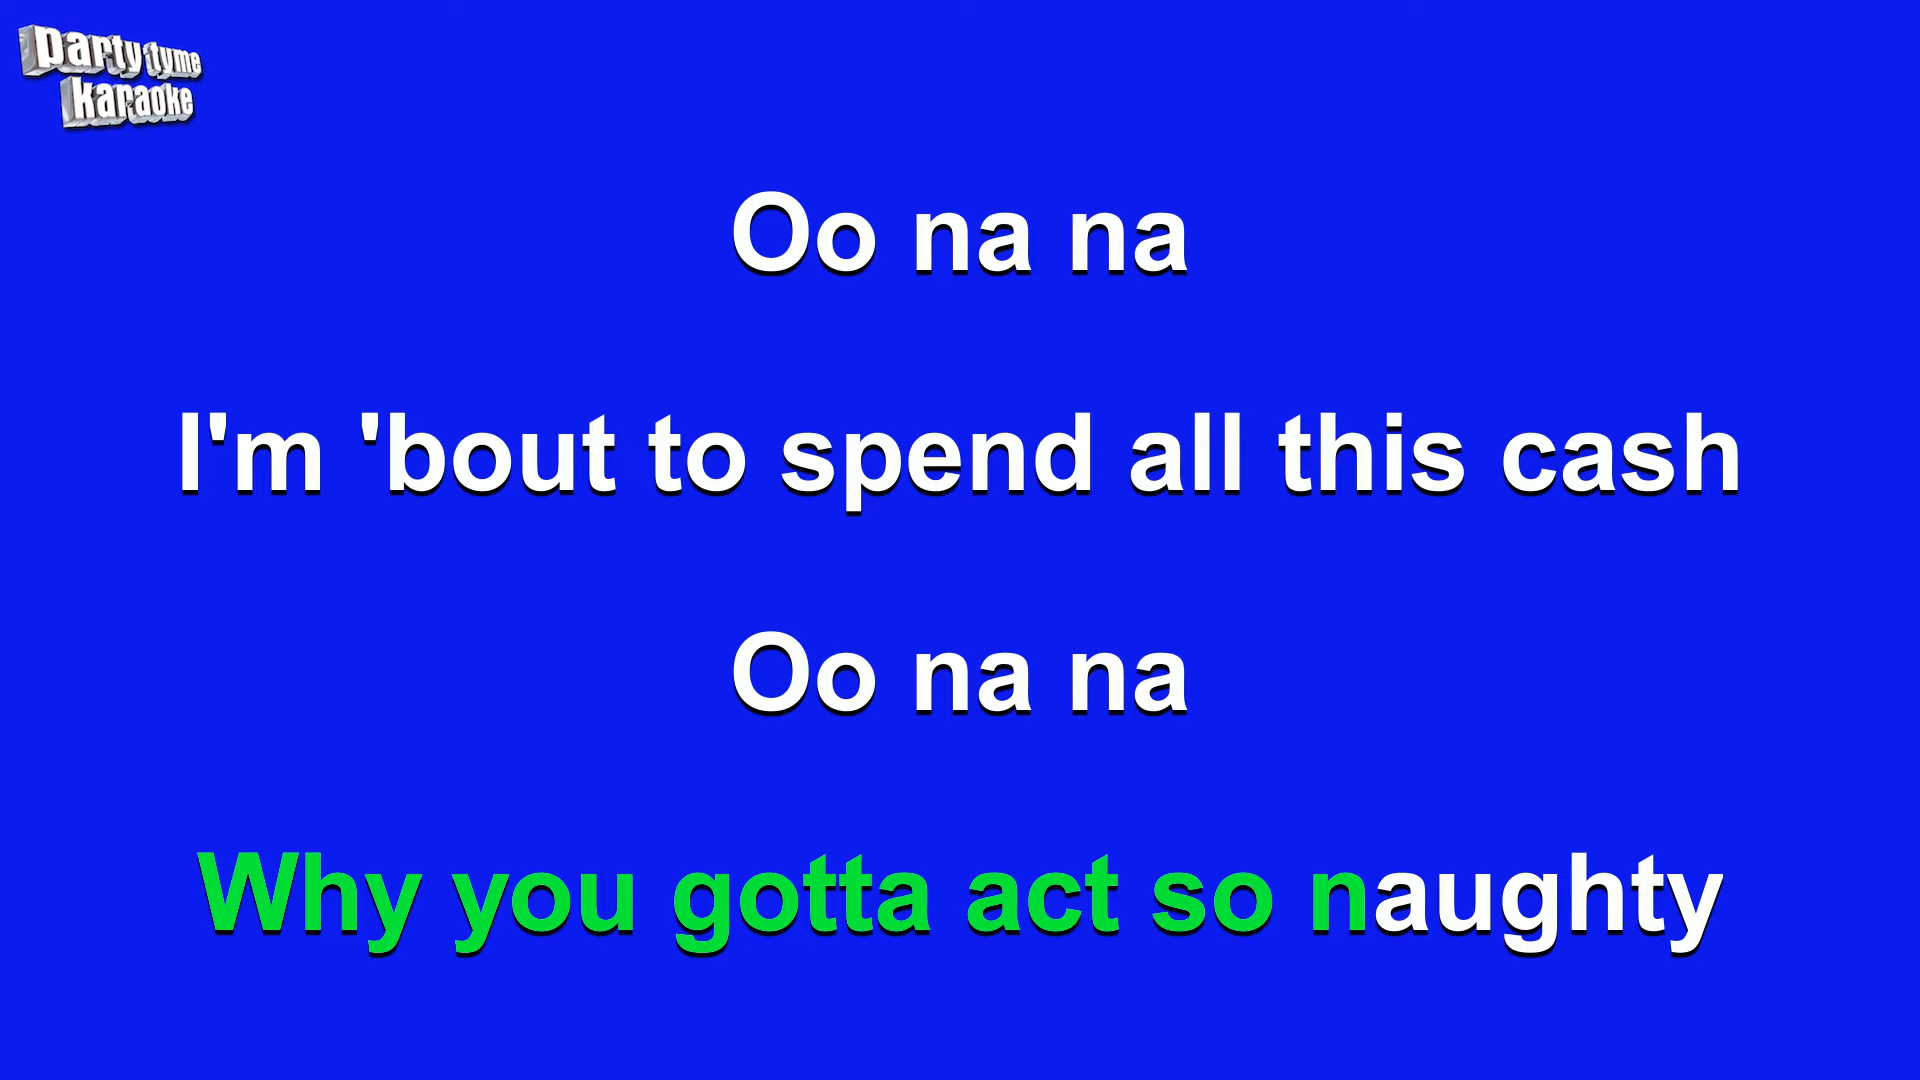 party tyme
karaoke
Oo na na
I'm 'bout to spend all this cash
Oo na na
Why you gotta act so naughty